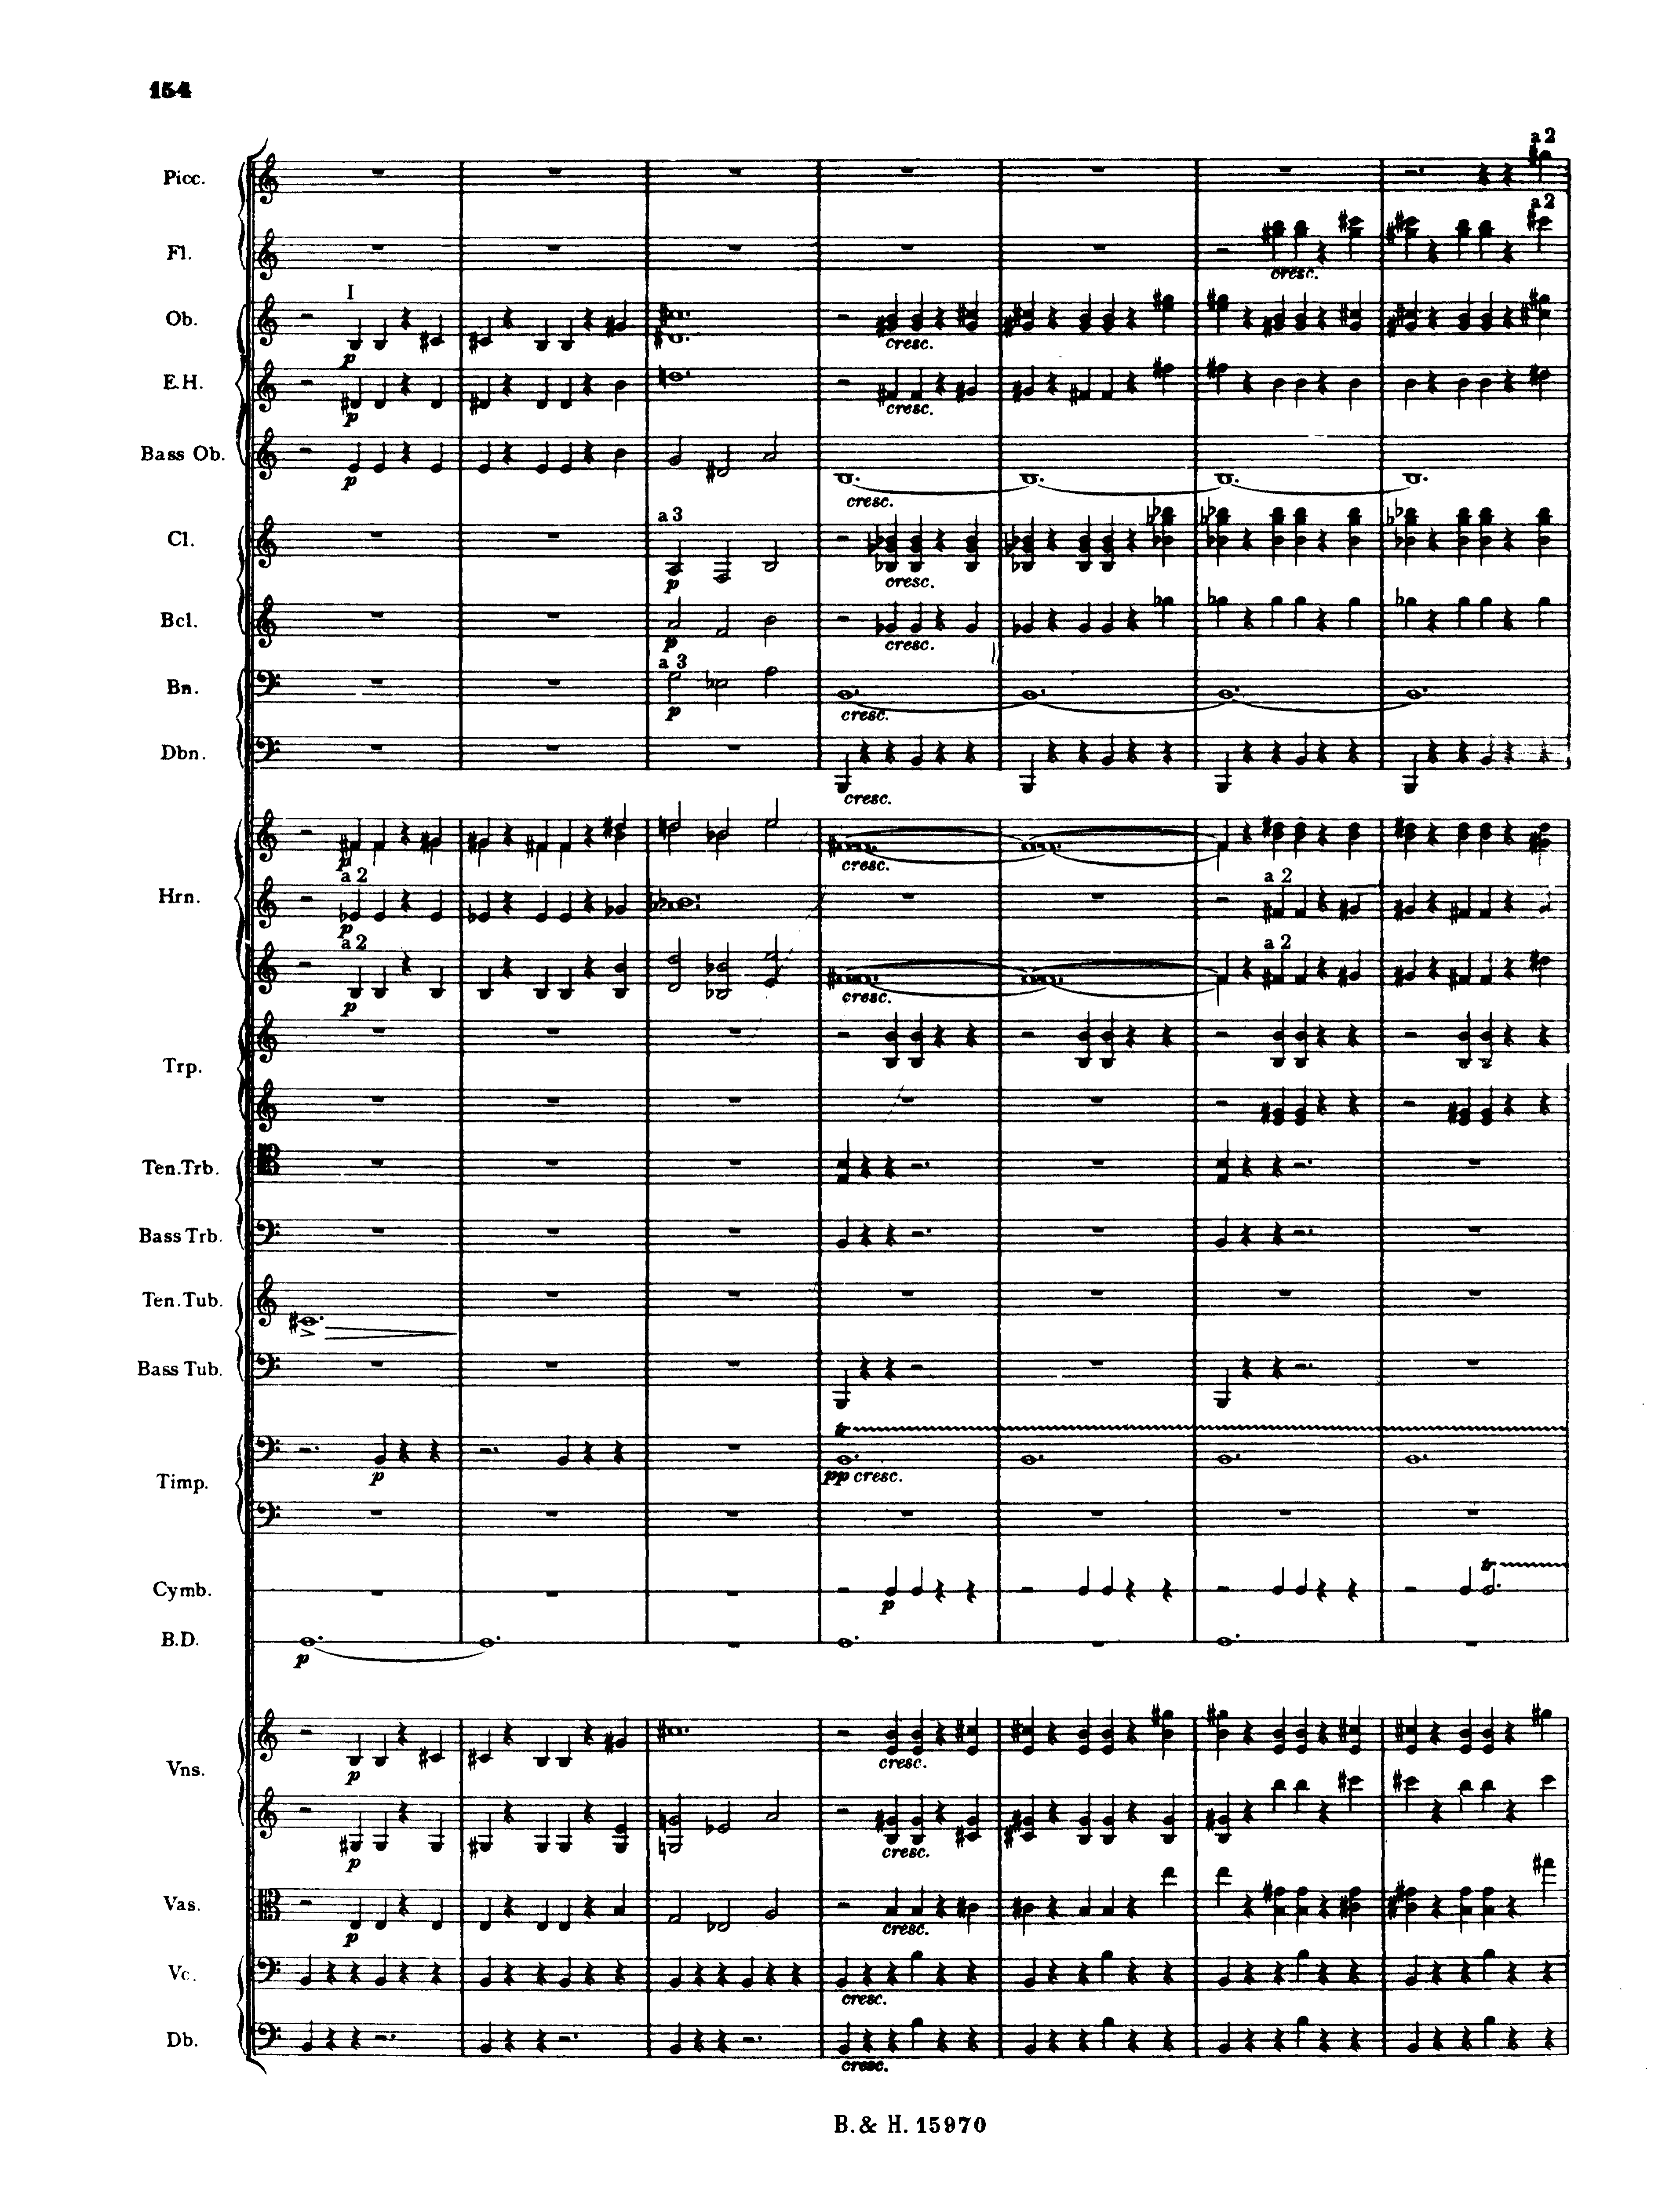 154
a 2
Picc.
a 2
Fl.
cresc.
I
Ob.
p
cresc.
E.H.
p
cresc.
Bass Ob.
p
cresc.
a 3
Cl.
p
cresc.
Bcl.
p
cresc.
a 3
Bn.
p
cresc.
Dbn.
cresc.
p
cresc.
a 2
a 2
Hrn.
p
a 2
a 2
p
cresc.
Trp.
Ten.Trb.
Bass Trb.
Ten.Tub.
Bass Tub.
tr
p
pp cresc.
Timp.
tr
Cymb.
p
B.D.
p
p
cresc.
Vns.
p
cresc.
Vas.
p
cresc.
Vc.
cresc.
Db.
cresc.
B. & H. 15970